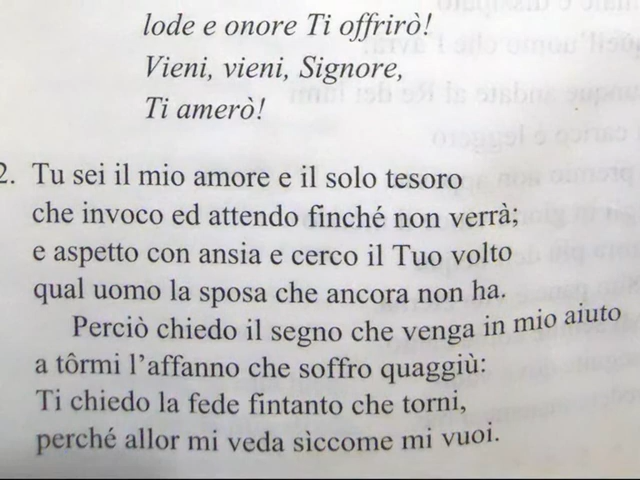 lode e onore Ti offrirò!
Vieni, vieni, Signore,
Ti amerò!
2. Tu sei il mio amore e il solo tesoro
che invoco ed attendo finché non verrà;
e aspetto con ansia e cerco il Tuo volto
qual uomo la sposa che ancora non ha.
Perciò chiedo il segno che venga in mio aiuto
a tôrmi l'affanno che soffro quaggiù:
Ti chiedo la fede fintanto che torni,
perché allor mi veda siccome mi vuoi.